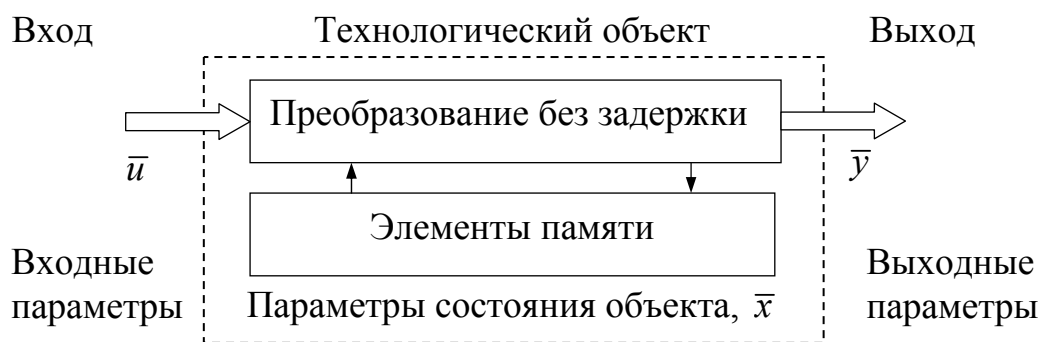 Вход
Технологический объект
Выход
Преобразование без задержки
u̅
y̅
Элементы памяти
Входные
параметры
Параметры состояния объекта, x̅
Выходные
параметры